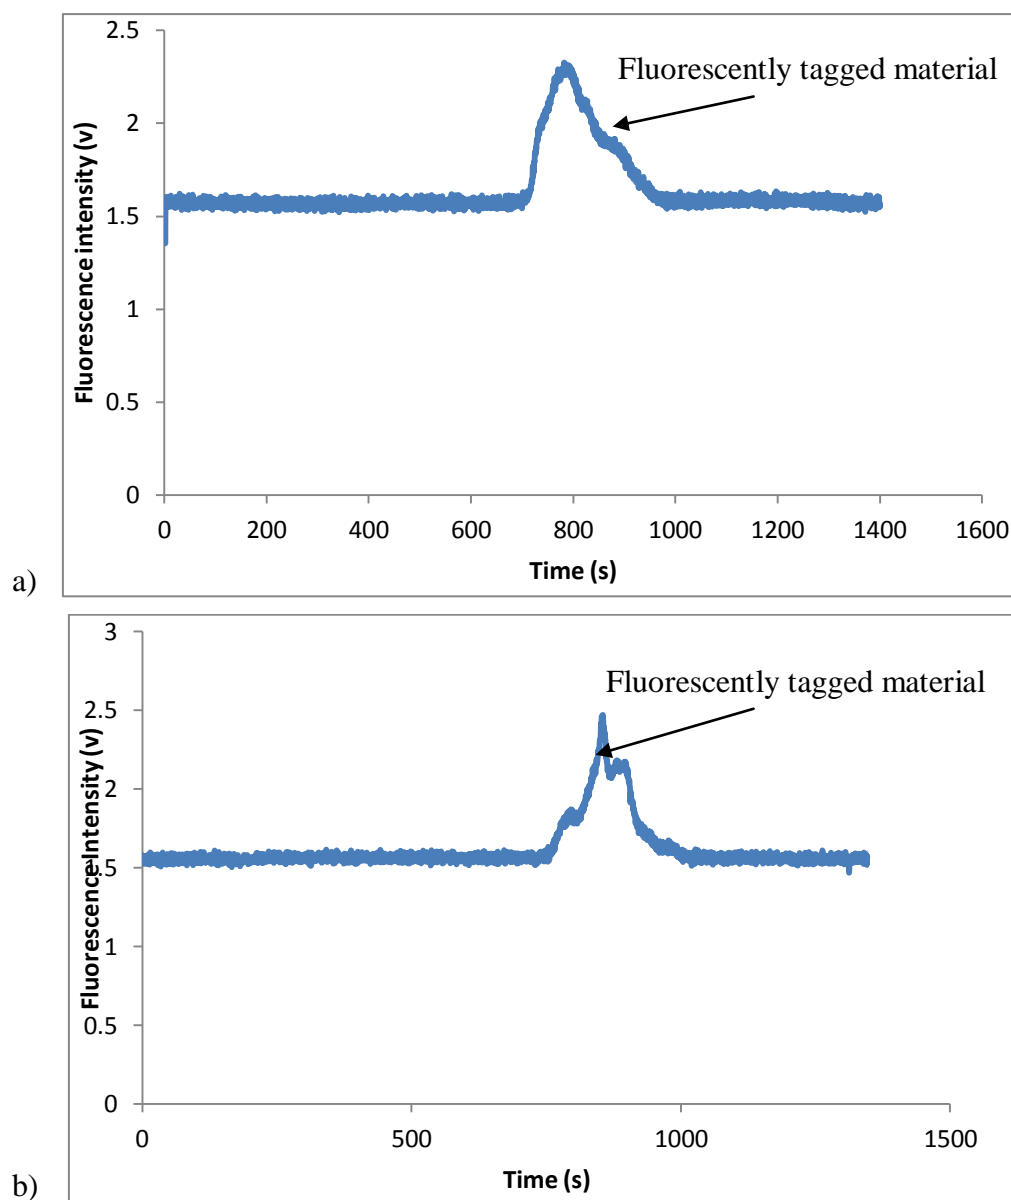 2.5
2
1.5
1
0.5
0
Fluorescence intensity (v)
Fluorescently tagged material
0 200 400 600 800 1000 1200 1400 1600
Time (s)
a)
3
2.5
2
1.5
1
0.5
0
Fluorescence Intensity (v)
Fluorescently tagged material
0 500 1000 1500
Time (s)
b)